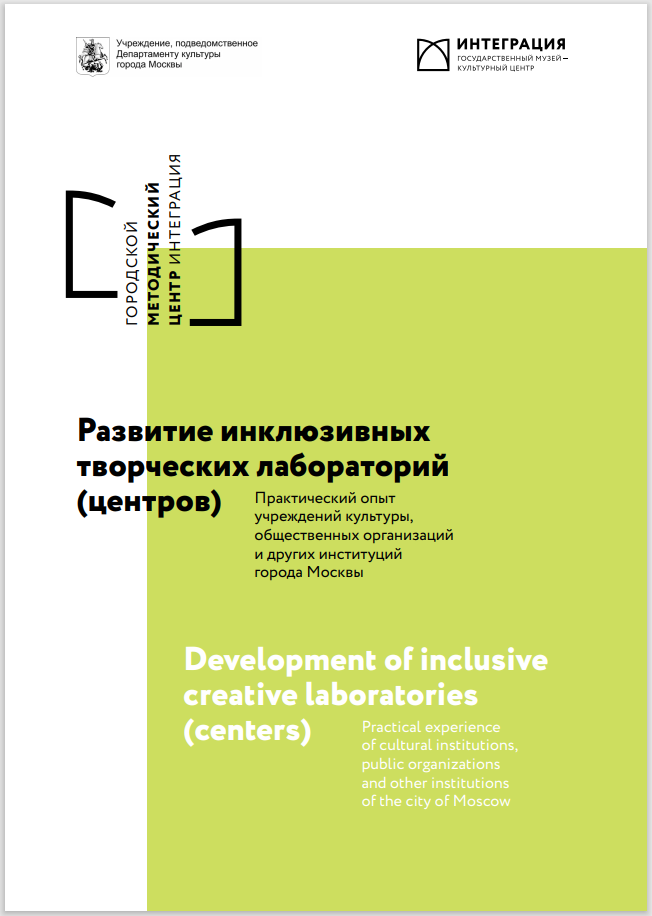 Учреждение, подведомственное
Департаменту культуры
города Москвы
ИНТЕГРАЦИЯ
ГОСУДАРСТВЕННЫЙ МУЗЕЙ–
КУЛЬТУРНЫЙ ЦЕНТР
ГОРОДСКОЙ
МЕТОДИЧЕСКИЙ
ЦЕНТР ИНТЕГРАЦИЯ
Развитие инклюзивных
творческих лабораторий
(центров)
Практический опыт
учреждений культуры,
общественных организаций
и других институций
города Москвы
Development of inclusive
creative laboratories
(centers)
Practical experience
of cultural institutions,
public organizations
and other institutions
of the city of Moscow